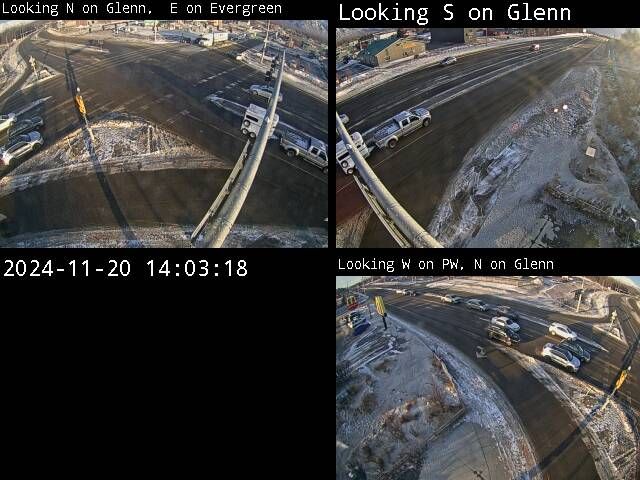 Looking N on Glenn,  E on Evergreen
Looking S on Glenn
2024-11-20 14:03:18
Looking W on PW, N on Glenn